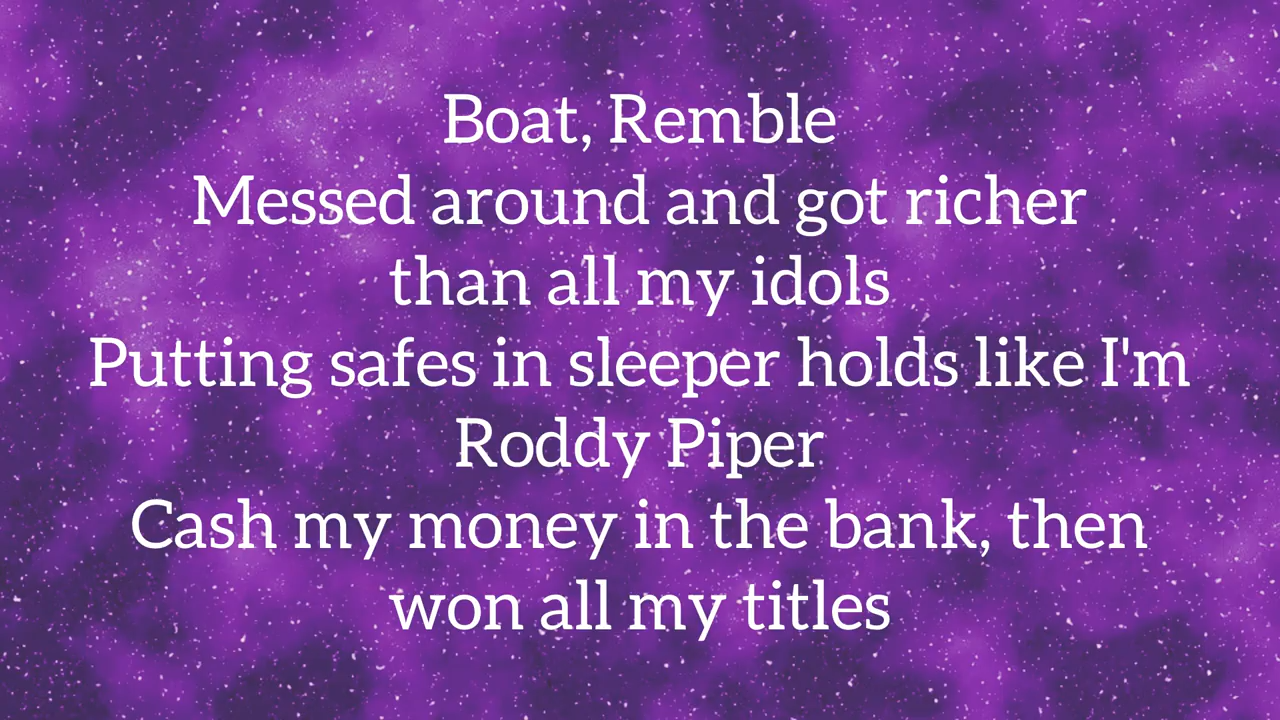 Boat, Remble
Messed around and got richer
than all my idols
Putting safes in sleeper holds like I'm
Roddy Piper
Cash my money in the bank, then
won all my titles